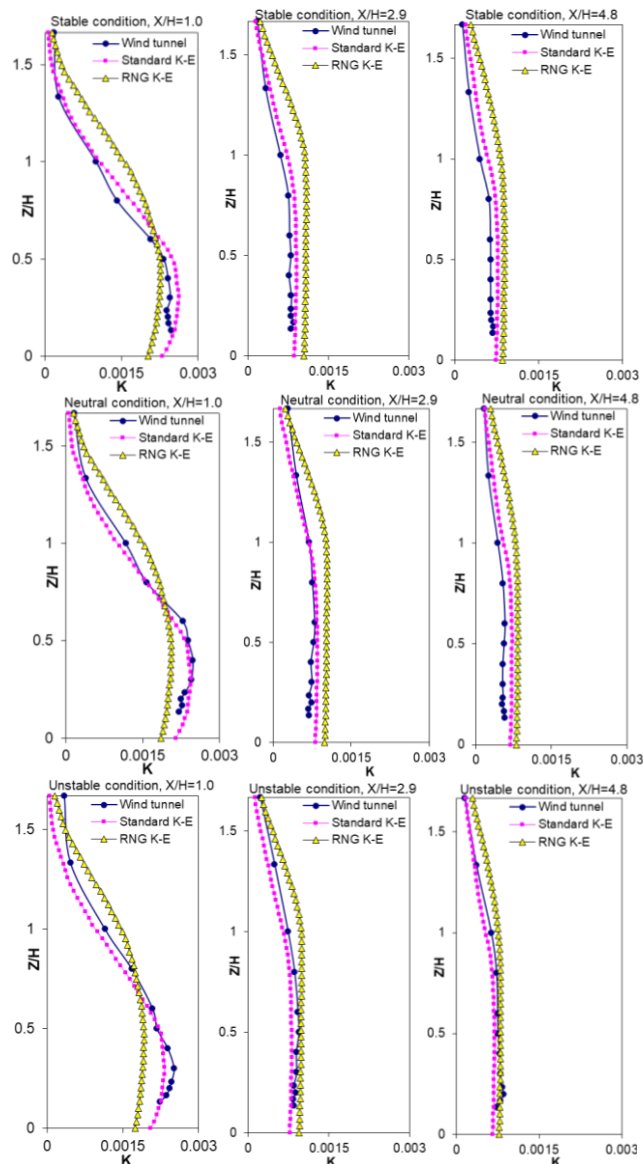 Stable condition, X/H=1.0
Wind tunnel
Standard K-E
RNG K-E
1.5
1
0.5
0
Z/H
0.0015
0.003
K
Stable condition, X/H=2.9
Wind tunnel
Standard K-E
RNG K-E
1.5
1
0.5
0
Z/H
0
0.0015
0.003
K
Stable condition, X/H=4.8
Wind tunnel
Standard K-E
RNG K-E
1.5
1
0.5
0
Z/H
0
0.0015
0.003
K
Neutral condition, X/H=1.0
Wind tunnel
Standard K-E
RNG K-E
1.5
1
0.5
0
Z/H
0
0.0015
0.003
K
Neutral condition, X/H=2.9
Wind tunnel
Standard K-E
RNG K-E
1.5
1
0.5
0
Z/H
0
0.0015
0.003
K
Neutral condition, X/H=4.8
Wind tunnel
Standard K-E
RNG K-E
1.5
1
0.5
0
Z/H
0
0.0015
0.003
K
Unstable condition, X/H=1.0
Wind tunnel
Standard K-E
RNG K-E
1.5
1
0.5
0
Z/H
0
0.0015
0.003
K
Unstable condition, X/H=2.9
Wind tunnel
Standard K-E
RNG K-E
1.5
1
0.5
0
Z/H
0
0.0015
0.003
K
Unstable condition, X/H=4.8
Wind tunnel
Standard K-E
RNG K-E
1.5
1
0.5
0
Z/H
0
0.0015
0.003
K